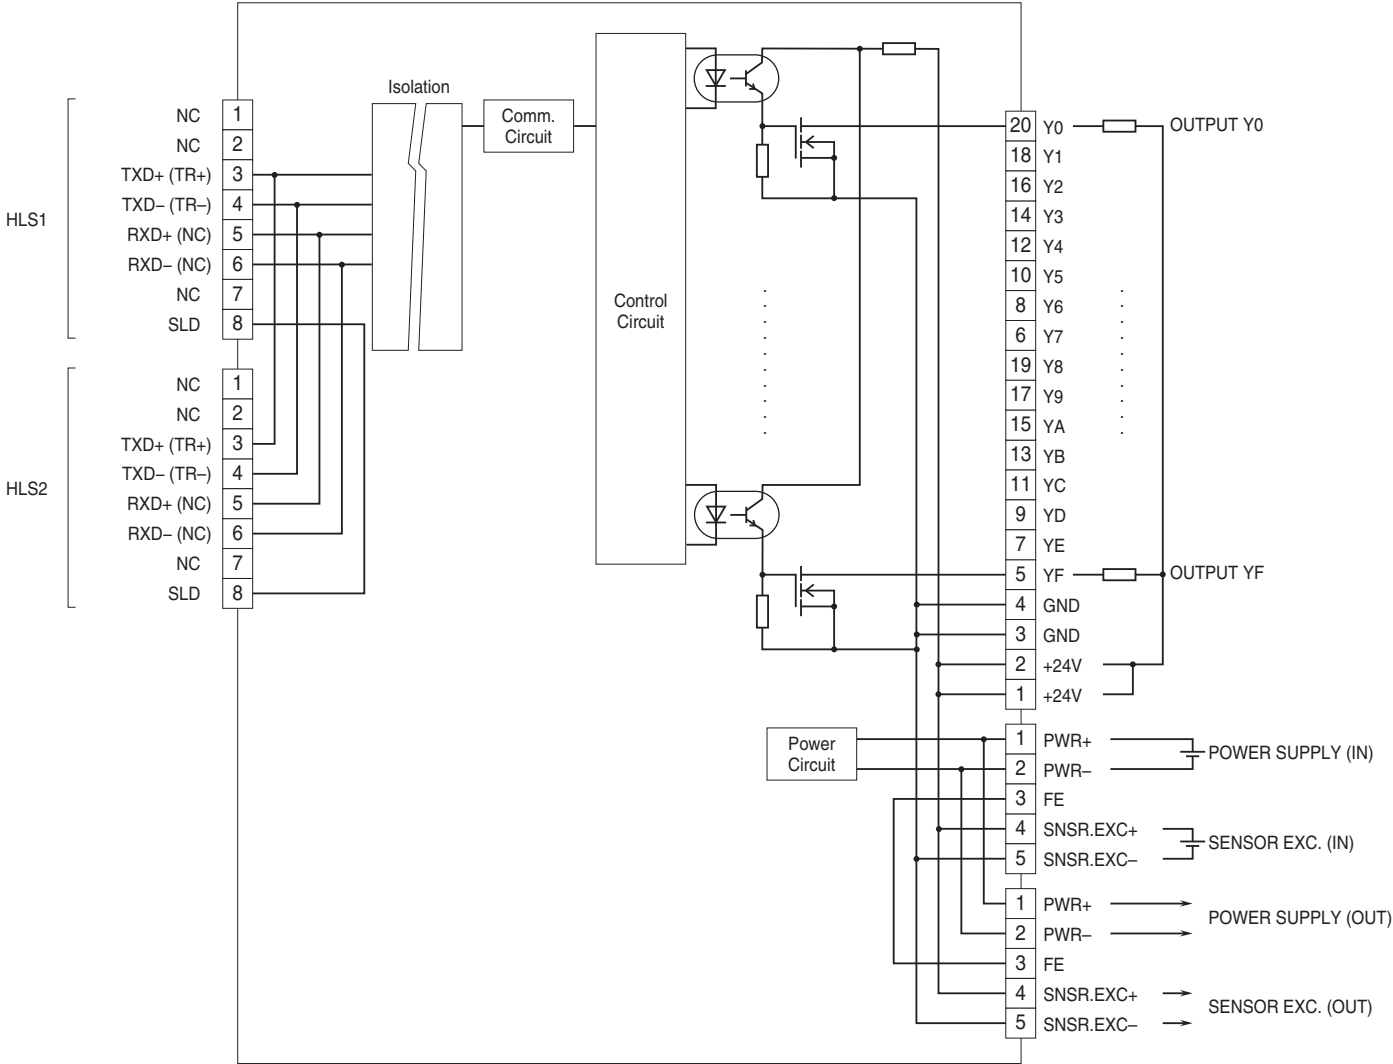 HLS1
NC 1
NC 2
TXD+ (TR+) 3
TXD– (TR–) 4
RXD+ (NC) 5
RXD– (NC) 6
NC 7
SLD 8
HLS2
NC 1
NC 2
TXD+ (TR+) 3
TXD– (TR–) 4
RXD+ (NC) 5
RXD– (NC) 6
NC 7
SLD 8
Isolation
Comm.
Circuit
Control
Circuit
Power
Circuit
20 Y0 OUTPUT Y0
18 Y1
16 Y2
14 Y3
12 Y4
10 Y5
8 Y6
6 Y7
19 Y8
17 Y9
15 YA
13 YB
11 YC
9 YD
7 YE
5 YF OUTPUT YF
4 GND
3 GND
2 +24V
1 +24V
1 PWR+
POWER SUPPLY (IN)
2 PWR–
3 FE
4 SNSR.EXC+
SENSOR EXC. (IN)
5 SNSR.EXC–
1 PWR+
POWER SUPPLY (OUT)
2 PWR–
3 FE
4 SNSR.EXC+
SENSOR EXC. (OUT)
5 SNSR.EXC–